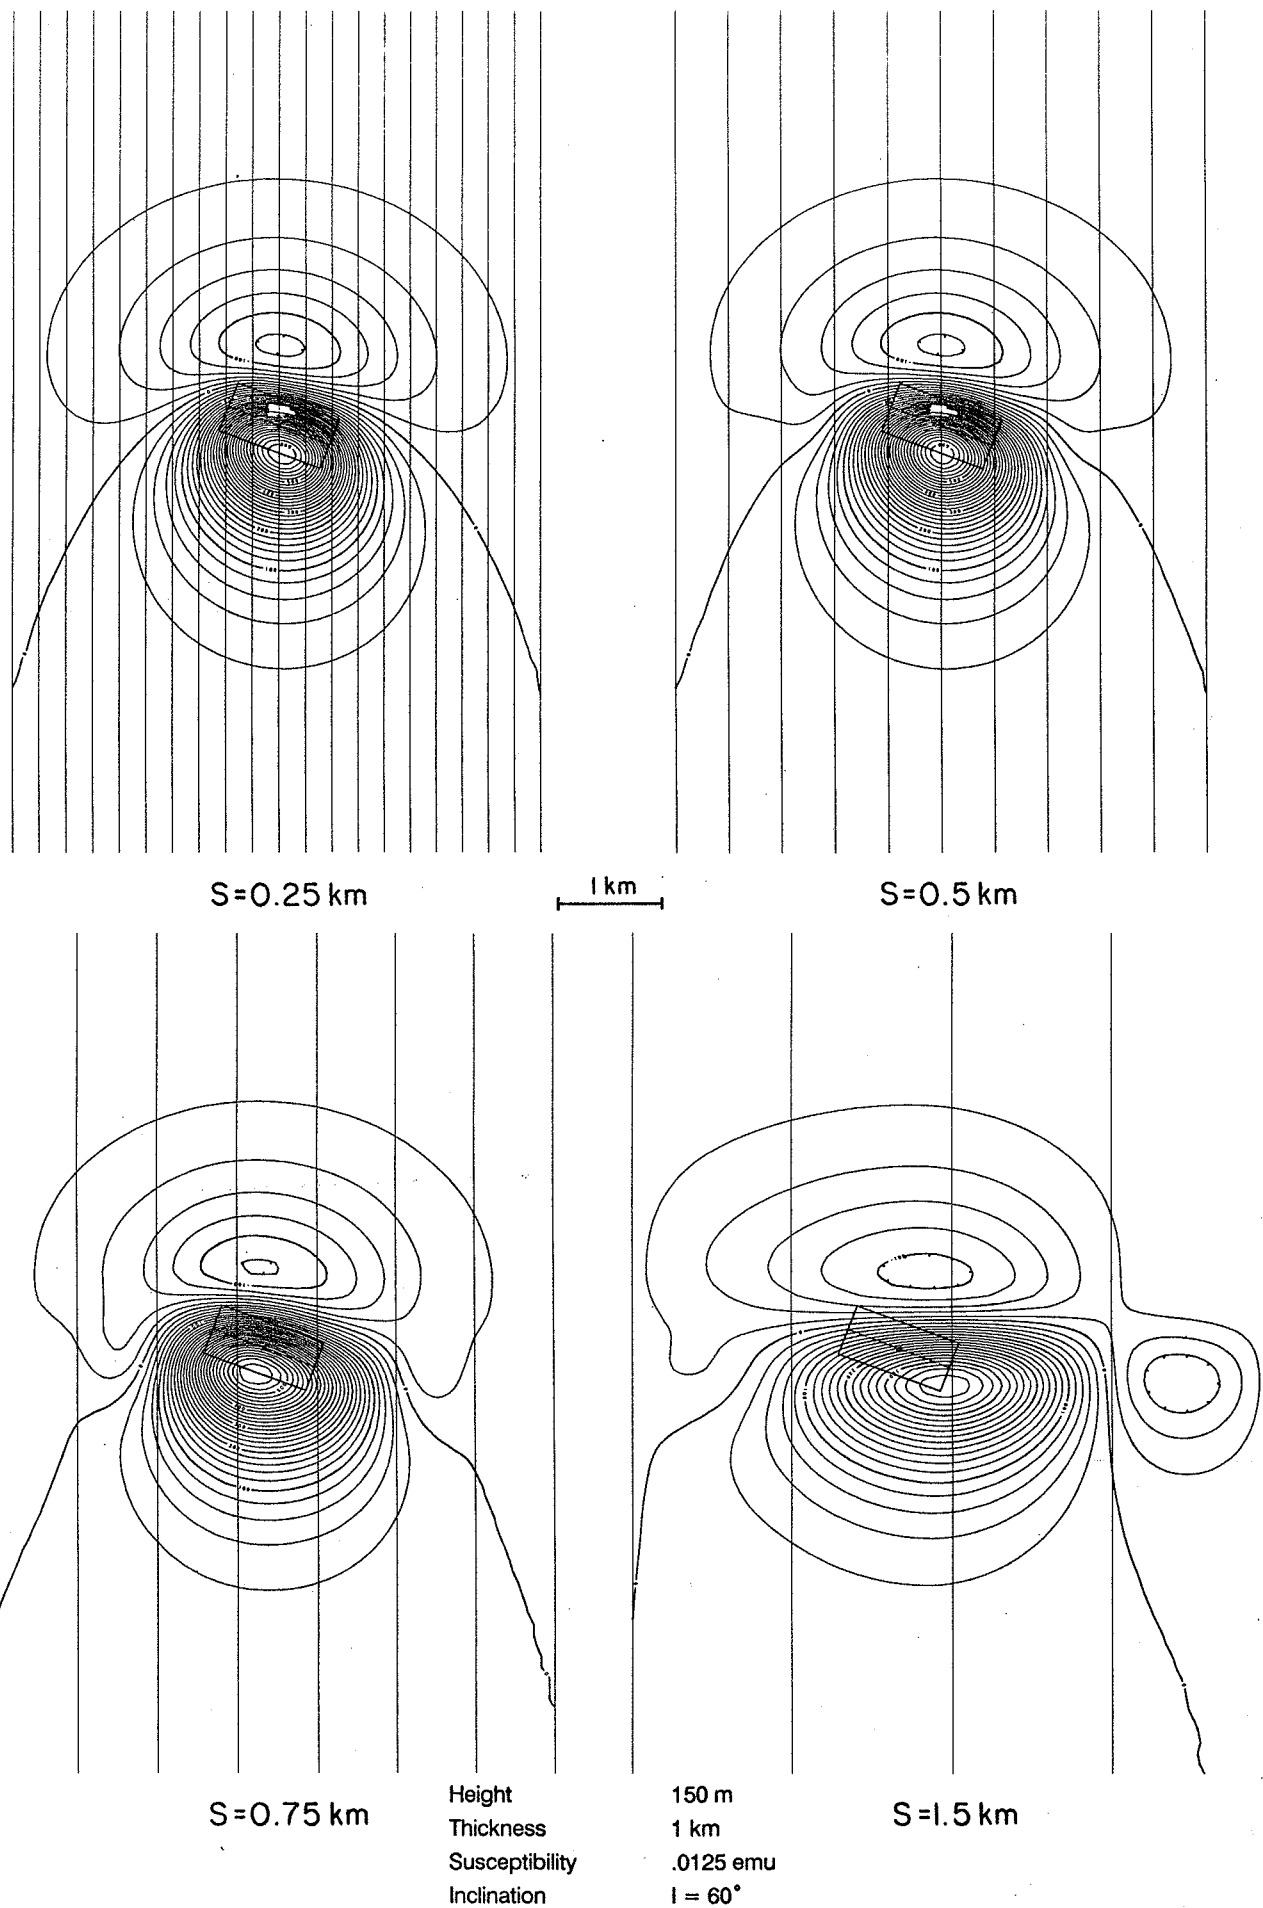 S=0.25 km
1 km
S=0.5 km
S=0.75 km
S=1.5 km
Height 150 m
Thickness 1 km
Susceptibility .0125 emu
Inclination I = 60°